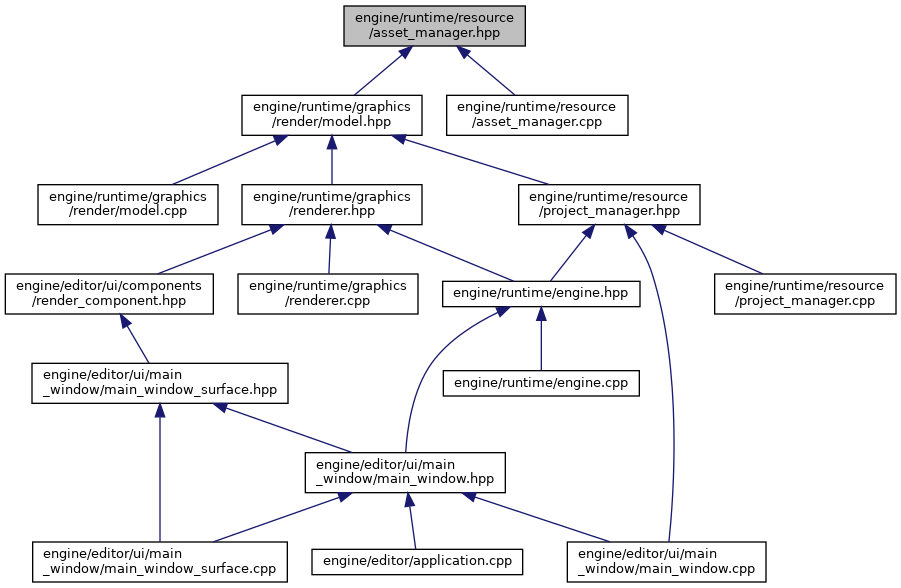 engine/runtime/resource
/asset_manager.hpp
engine/runtime/graphics
/render/model.hpp
engine/runtime/resource
/asset_manager.cpp
engine/runtime/graphics
/render/model.cpp
engine/runtime/graphics
/renderer.hpp
engine/runtime/resource
/project_manager.hpp
engine/editor/ui/components
/render_component.hpp
engine/runtime/graphics
/renderer.cpp
engine/runtime/engine.hpp
engine/runtime/resource
/project_manager.cpp
engine/editor/ui/main
_window/main_window_surface.hpp
engine/runtime/engine.cpp
engine/editor/ui/main
_window/main_window.hpp
engine/editor/ui/main
_window/main_window_surface.cpp
engine/editor/application.cpp
engine/editor/ui/main
_window/main_window.cpp